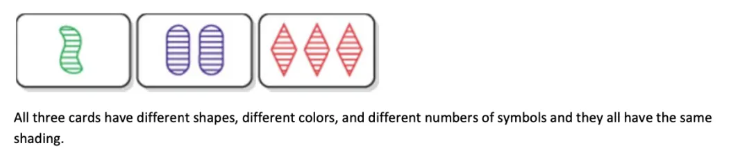 All three cards have different shapes, different colors, and different numbers of symbols and they all have the same
shading.